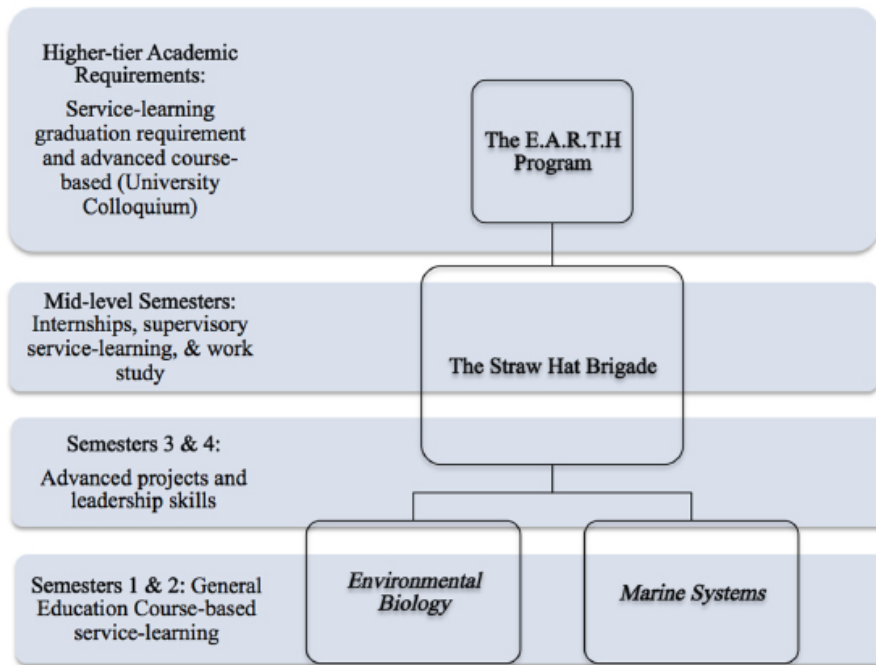 Higher-tier Academic
Requirements:
Service-learning
graduation requirement
and advanced course-
based (University
Colloquium)
The E.A.R.T.H
Program
Mid-level Semesters:
Internships, supervisory
service-learning, & work
study
The Straw Hat Brigade
Semesters 3 & 4:
Advanced projects and
leadership skills
Semesters 1 & 2: General
Education Course-based
service-learning
Environmental
Biology
Marine Systems